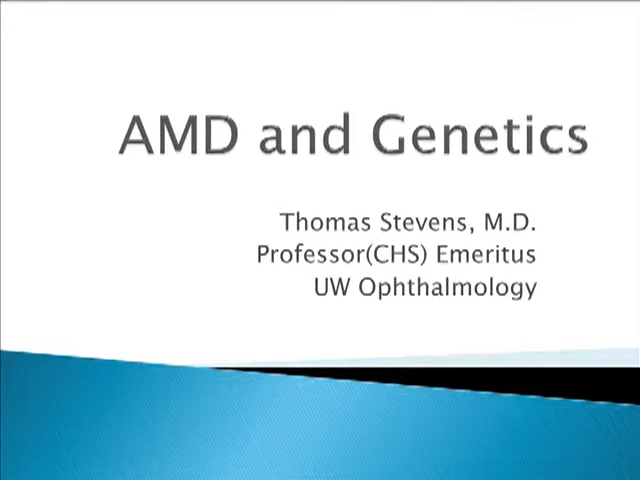 AMD and Genetics
Thomas Stevens, M.D.
Professor(CHS) Emeritus
UW Ophthalmology